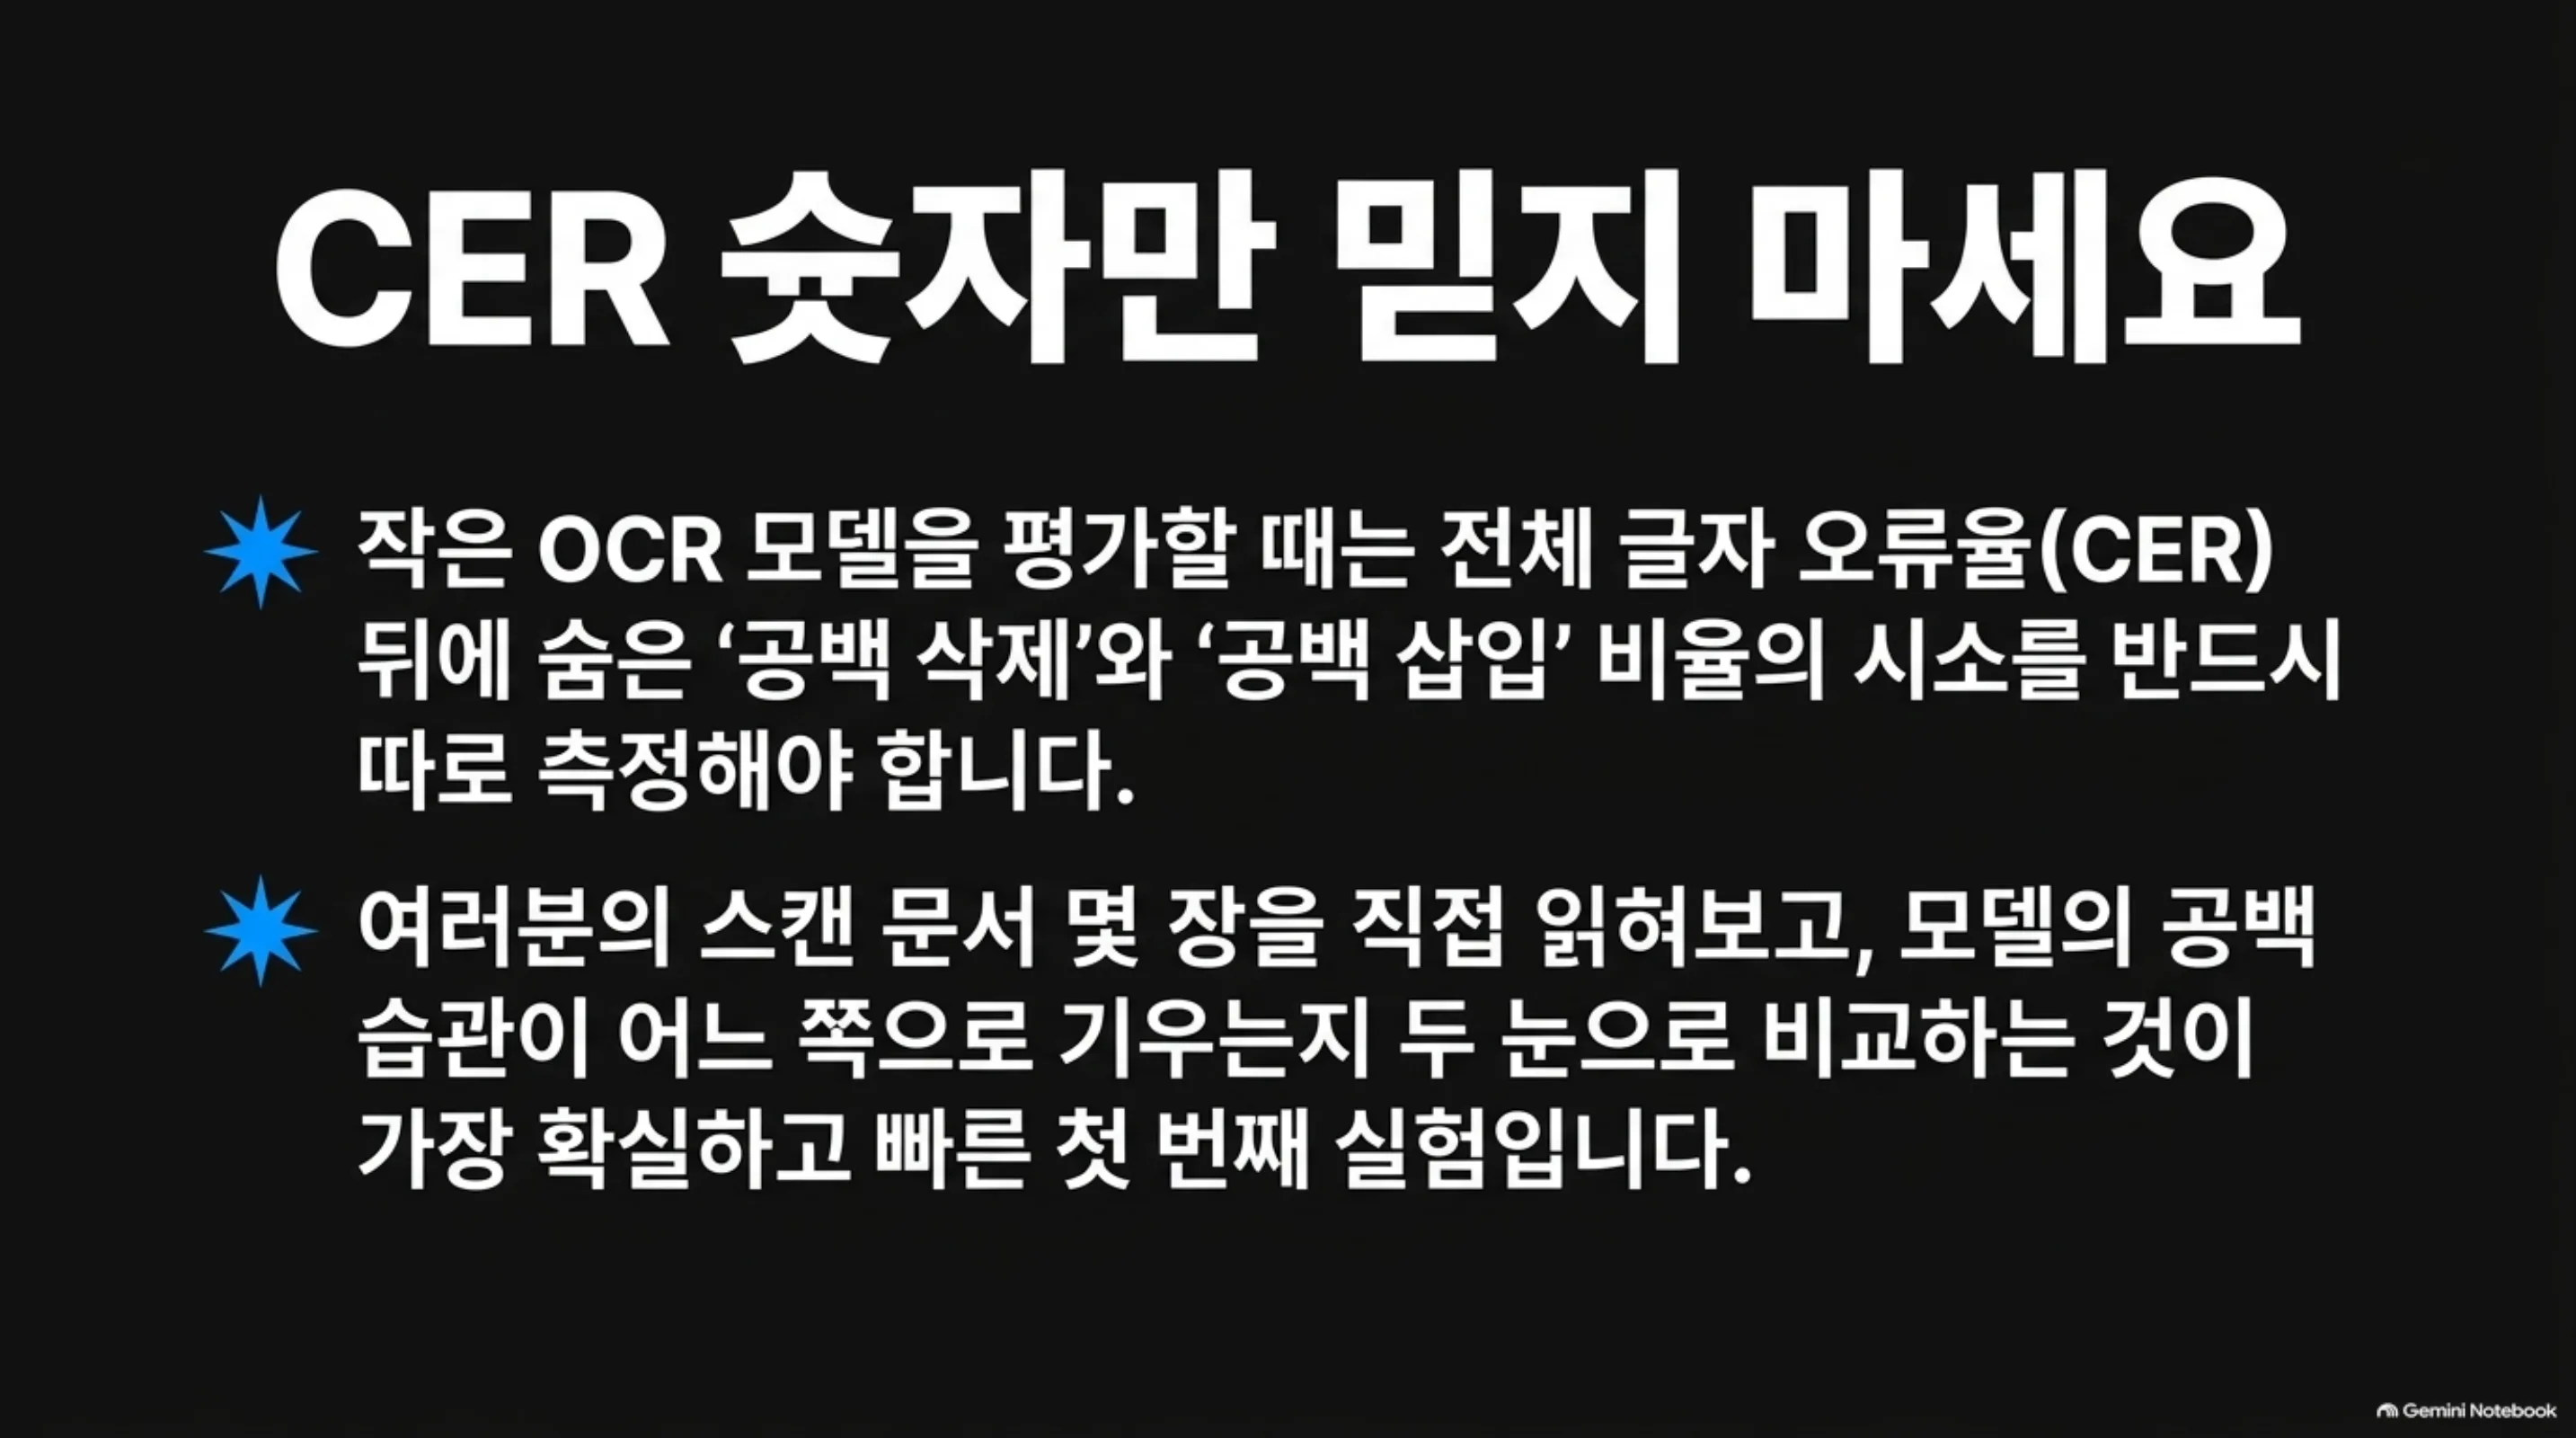 CER 숫자만 믿지 마세요
작은 OCR 모델을 평가할 때는 전체 글자 오류율(CER)
뒤에 숨은 ‘공백 삭제’와 ‘공백 삽입’ 비율의 시소를 반드시
따로 측정해야 합니다.
여러분의 스캔 문서 몇 장을 직접 읽혀보고, 모델의 공백
습관이 어느 쪽으로 기우는지 두 눈으로 비교하는 것이
가장 확실하고 빠른 첫 번째 실험입니다.
Gemini Notebook